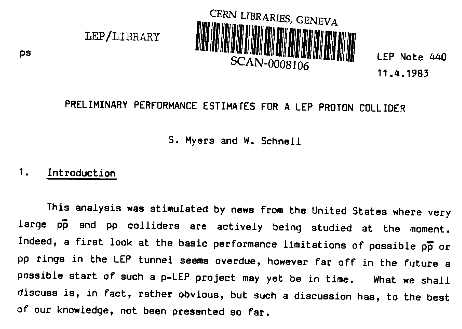 CERN LIBRARIES, GENEVA
LEP/LIBRARY
ps
SCAN-0008106
LEP Note 440
11.4.1983
PRELIMINARY PERFORMANCE ESTIMATES FOR A LEP PROTON COLLIDER
S. Myers and W. Schnell
1. Introduction
This analysis was stimulated by news from the United States where very
large pp̄ and pp colliders are actively being studied at the moment.
Indeed, a first look at the basic performance limitations of possible pp̄ or
pp rings in the LEP tunnel seems overdue, however far off in the future a
possible start of such a p-LEP project may yet be in time. What we shall
discuss is, in fact, rather obvious, but such a discussion has, to the best
of our knowledge, not been presented so far.